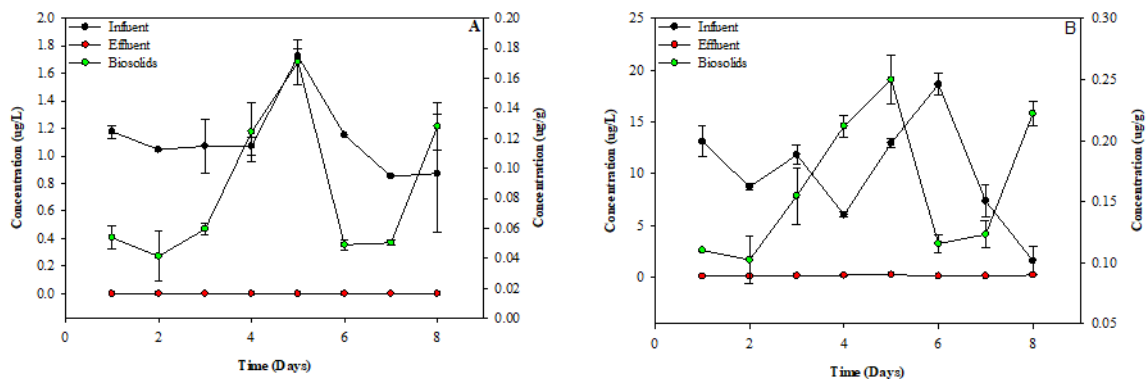 A
Infuent
Effluent
Biosolids
Concentration (ug/L)
2.0
1.8
1.6
1.4
1.2
1.0
0.8
0.6
0.4
0.2
0.0
0.20
0.18
0.16
0.14
0.12
0.10
0.08
0.06
0.04
0.02
0.00
Concentration (ug/g)
0 2 4 6 8
Time (Days)
B
Infuent
Effluent
Biosolids
Concentration (ug/L)
25
20
15
10
5
0
0.30
0.25
0.20
0.15
0.10
0.05
Concentration (ug/g)
0 2 4 6 8
Time (Days)